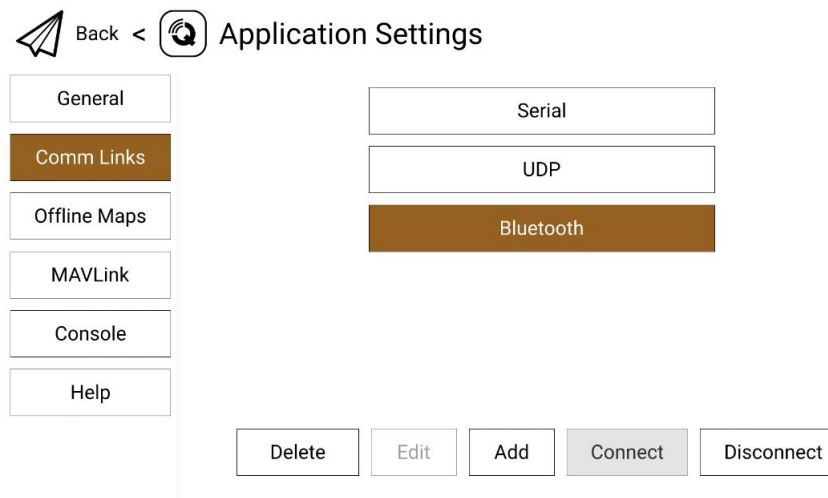 Back < Application Settings
General
Comm Links
Offline Maps
MAVLink
Console
Help
Serial
UDP
Bluetooth
Delete Edit Add Connect Disconnect